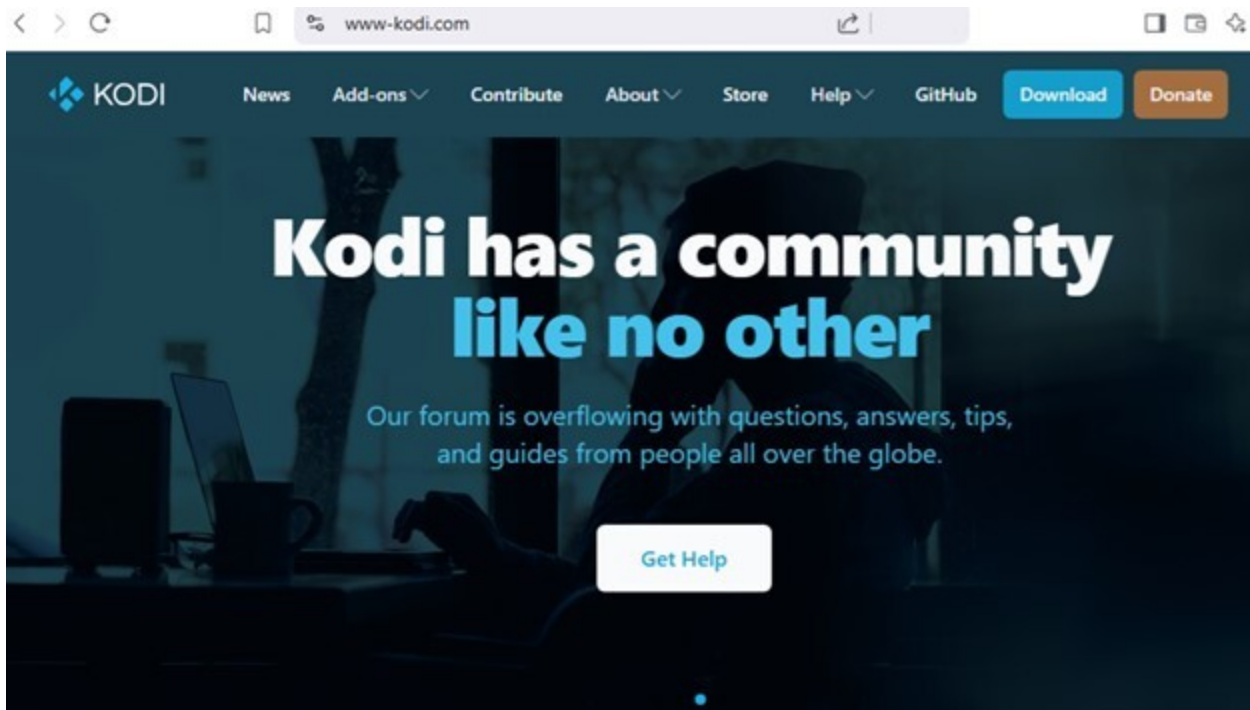 www-kodi.com
KODI News Add-ons Contribute About Store Help GitHub Download Donate
Kodi has a community
like no other
Our forum is overflowing with questions, answers, tips,
and guides from people all over the globe.
Get Help